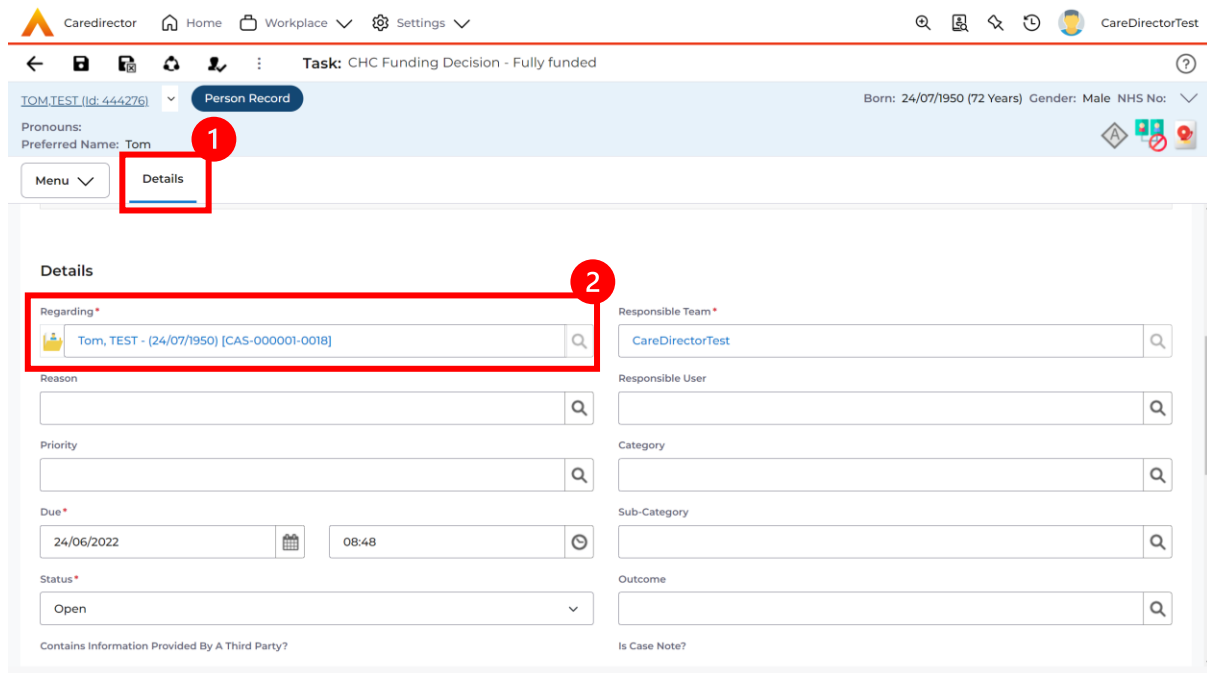 Caredirector Home Workplace Settings CareDirectorTest
Task: CHC Funding Decision - Fully funded ?
TOM,TEST (Id: 444276) Person Record Born: 24/07/1950 (72 Years) Gender: Male NHS No:
Pronouns:
Preferred Name: Tom
A
1
Menu Details
Details
2
Regarding* Responsible Team*
Tom, TEST - (24/07/1950) [CAS-000001-0018] CareDirectorTest
Reason Responsible User
Priority Category
Due* Sub-Category
24/06/2022 08:48
Status* Outcome
Open
Contains Information Provided By A Third Party? Is Case Note?